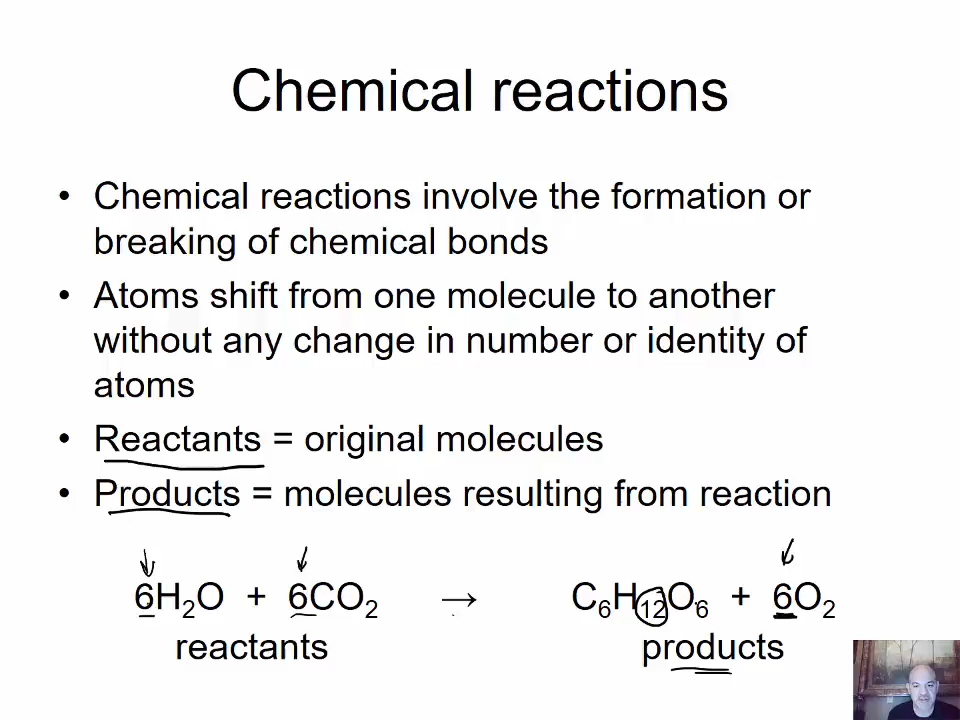 Chemical reactions
• Chemical reactions involve the formation or
breaking of chemical bonds
• Atoms shift from one molecule to another
without any change in number or identity of
atoms
• Reactants = original molecules
• Products = molecules resulting from reaction
6H₂O + 6CO₂ → C₆H₁₂O₆ + 6O₂
reactants products